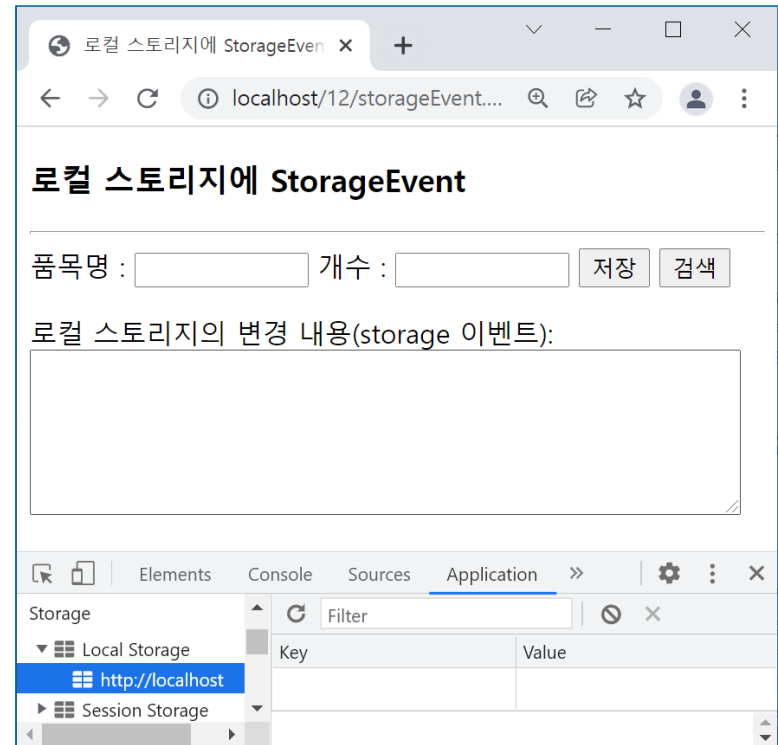 로컬 스토리지에 StorageEven
localhost/12/storageEvent....
로컬 스토리지에 StorageEvent
품목명 : 개수 : 저장 검색
로컬 스토리지의 변경 내용(storage 이벤트):
Elements Console Sources Application
Storage Filter
▼ Local Storage Key Value
http://localhost
▶ Session Storage